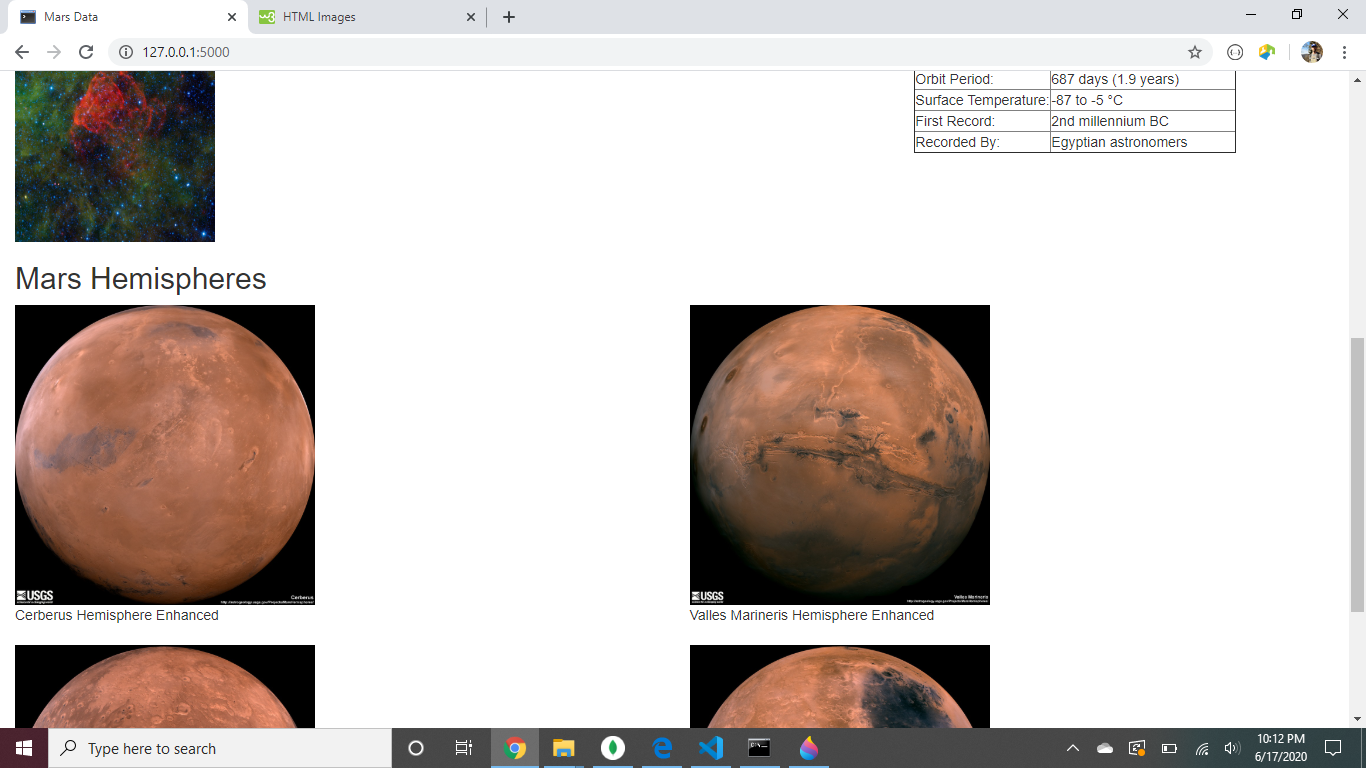 Mars Data
HTML Images
127.0.0.1:5000
Orbit Period: 687 days (1.9 years)
Surface Temperature: -87 to -5 °C
First Record: 2nd millennium BC
Recorded By: Egyptian astronomers
Mars Hemispheres
USGS
Cerberus
USGS
Valles Marineris
Cerberus Hemisphere Enhanced
Valles Marineris Hemisphere Enhanced
Type here to search
10:12 PM
6/17/2020